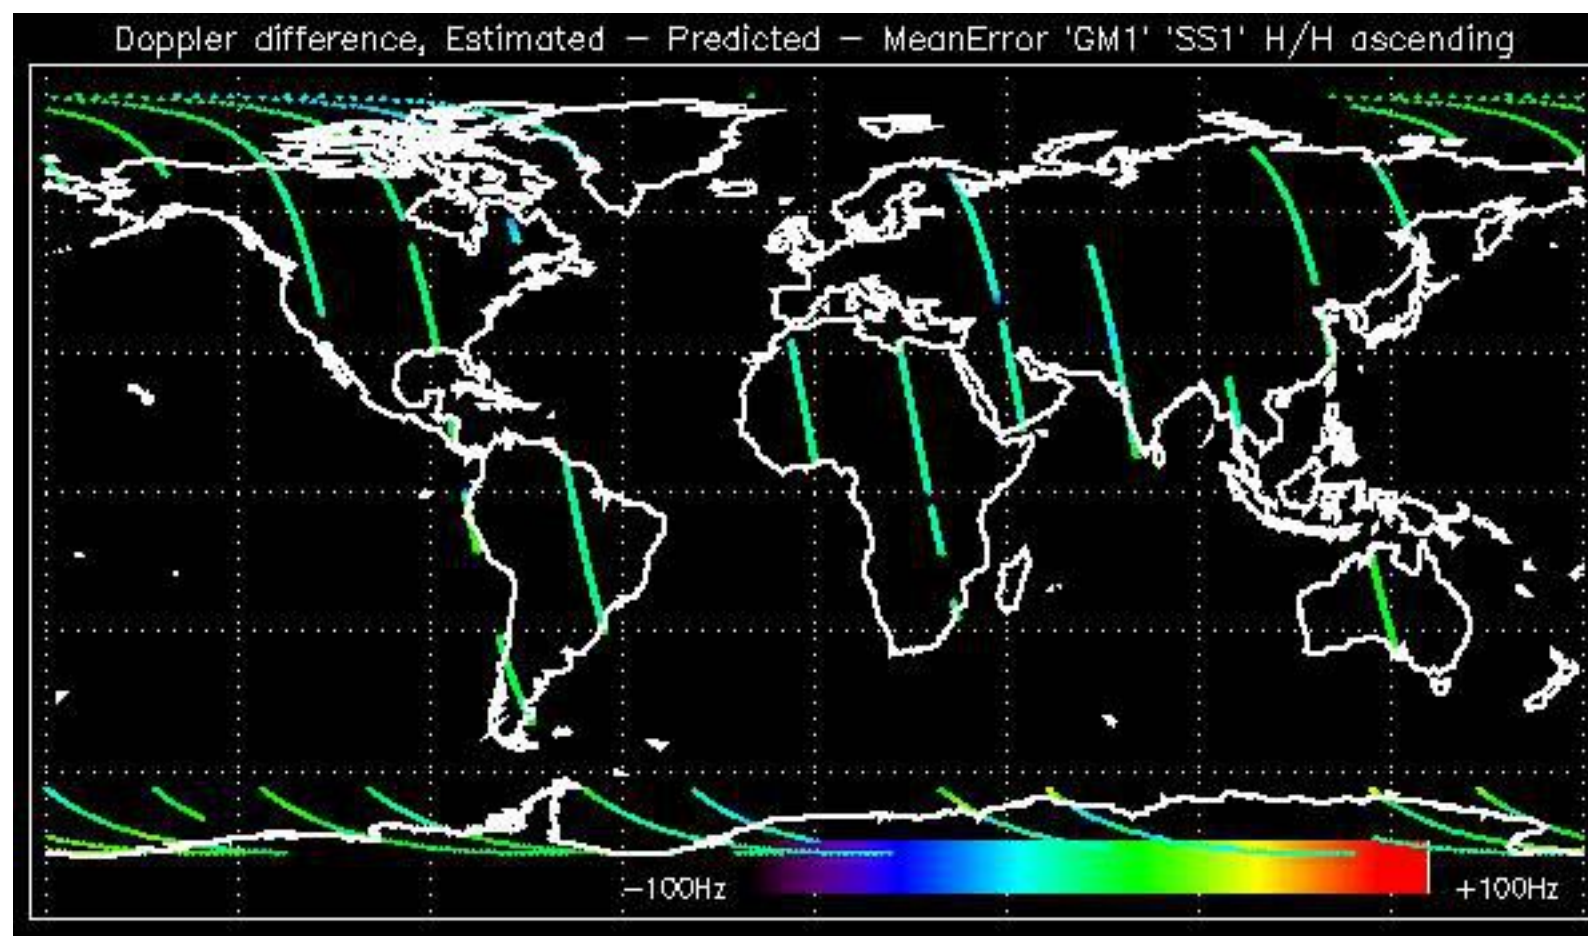 Doppler difference, Estimated – Predicted – MeanError 'GM1' 'SS1' H/H ascending
–100Hz
+100Hz